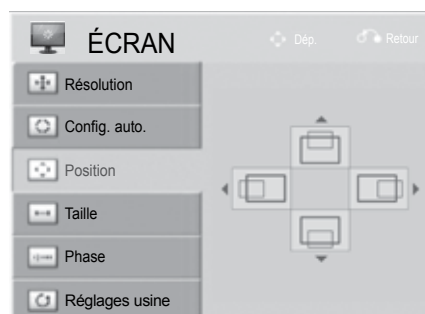 ÉCRAN
Dép.
Retour
Résolution
Config. auto.
Position
Taille
Phase
Réglages usine